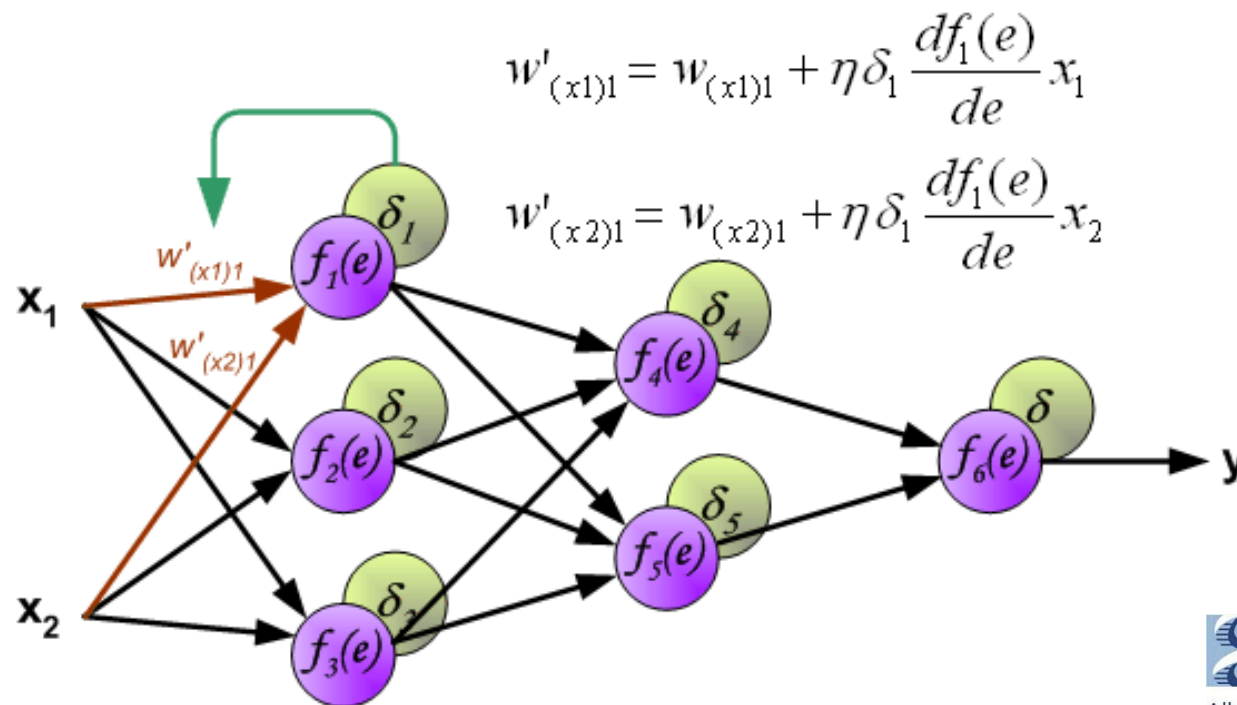 w'(x1)1 = w(x1)1 + ηδ1 df1(e)/de x1
w'(x2)1 = w(x2)1 + ηδ1 df1(e)/de x2
δ1
f1(e)
w'(x1)1
x1
w'(x2)1
δ4
f4(e)
δ2
f2(e)
δ
f6(e)
y
δ5
f5(e)
δ3
f3(e)
x2